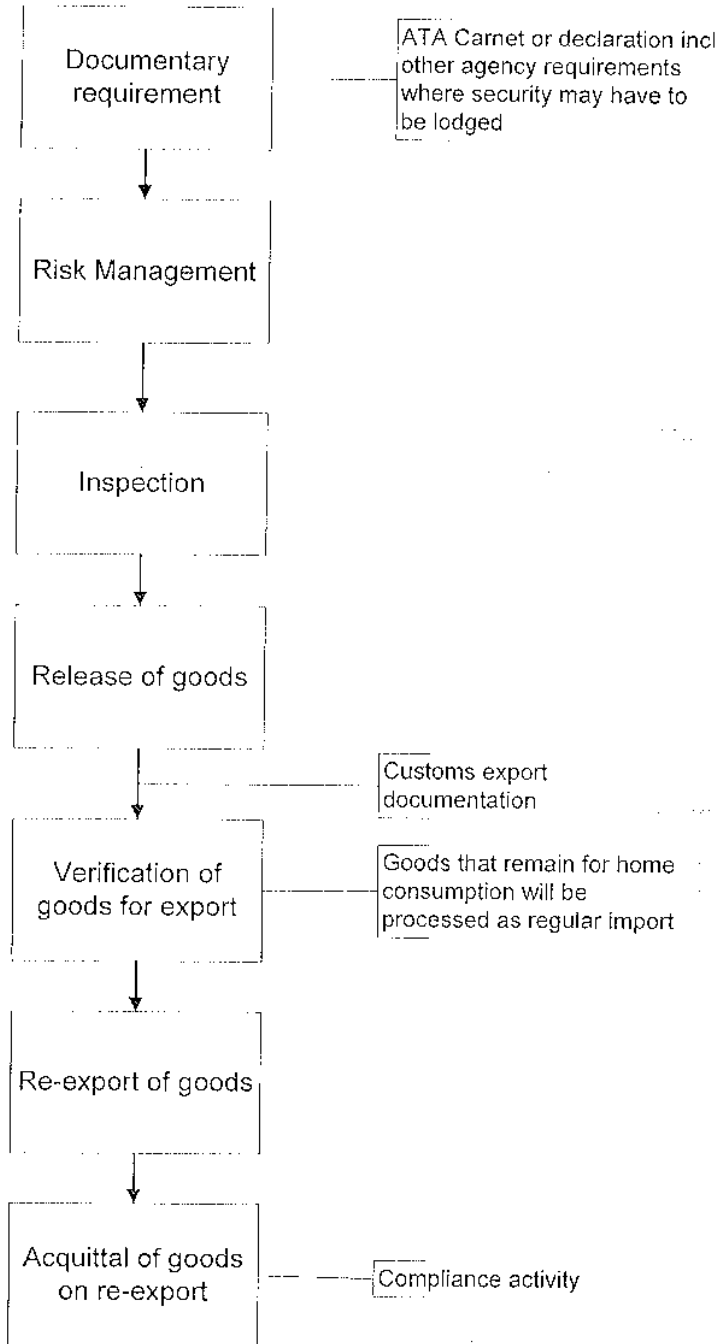 Documentary
requirement
ATA Carnet or declaration incl
other agency requirements
where security may have to
be lodged
Risk Management
Inspection
Release of goods
Customs export
documentation
Verification of
goods for export
Goods that remain for home
consumption will be
processed as regular import
Re-export of goods
Acquittal of goods
on re-export
Compliance activity